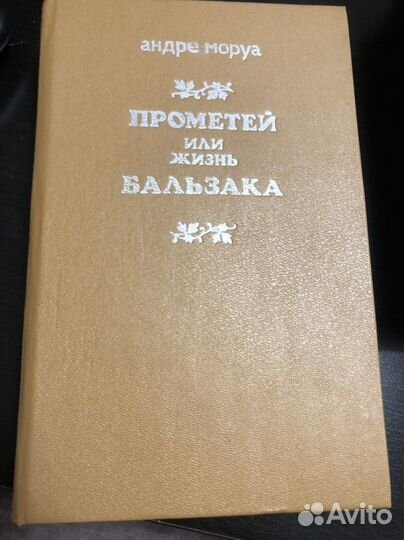 андре моруа
ПРОМЕТЕЙ
ИЛИ
ЖИЗНЬ
БАЛЬЗАКА
Avito